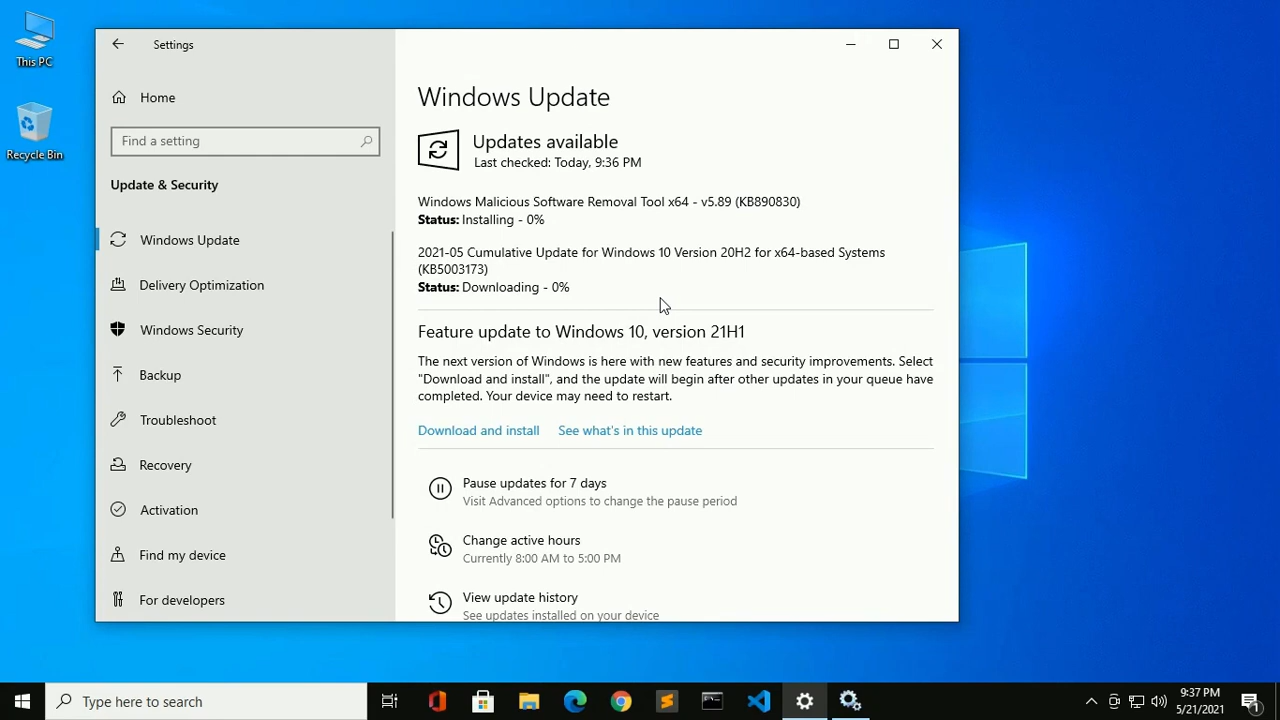 This PC
Recycle Bin
Settings
Home
Find a setting
Update & Security
Windows Update
Delivery Optimization
Windows Security
Backup
Troubleshoot
Recovery
Activation
Find my device
For developers
Windows Update
Updates available
Last checked: Today, 9:36 PM
Windows Malicious Software Removal Tool x64 - v5.89 (KB890830)
Status: Installing - 0%
2021-05 Cumulative Update for Windows 10 Version 20H2 for x64-based Systems
(KB5003173)
Status: Downloading - 0%
Feature update to Windows 10, version 21H1
The next version of Windows is here with new features and security improvements. Select
"Download and install", and the update will begin after other updates in your queue have
completed. Your device may need to restart.
Download and install See what's in this update
Pause updates for 7 days
Visit Advanced options to change the pause period
Change active hours
Currently 8:00 AM to 5:00 PM
View update history
See updates installed on your device
Type here to search
9:37 PM
5/21/2021
1